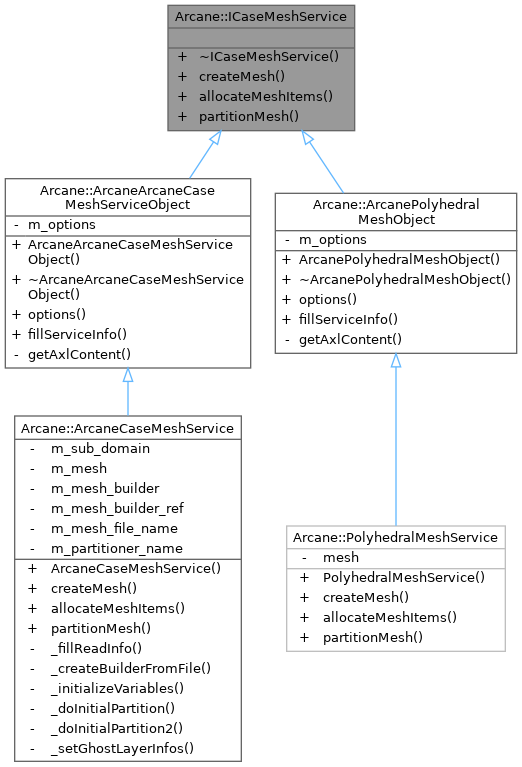 Arcane::ICaseMeshService
+ ~ICaseMeshService()
+ createMesh()
+ allocateMeshItems()
+ partitionMesh()
Arcane::ArcaneArcaneCase
MeshServiceObject
- m_options
+ ArcaneArcaneCaseMeshService
Object()
+ ~ArcaneArcaneCaseMeshService
Object()
+ options()
+ fillServiceInfo()
- getAxlContent()
Arcane::ArcanePolyhedral
MeshObject
- m_options
+ ArcanePolyhedralMeshObject()
+ ~ArcanePolyhedralMeshObject()
+ options()
+ fillServiceInfo()
- getAxlContent()
Arcane::ArcaneCaseMeshService
- m_sub_domain
- m_mesh
- m_mesh_builder
- m_mesh_builder_ref
- m_mesh_file_name
- m_partitioner_name
+ ArcaneCaseMeshService()
+ createMesh()
+ allocateMeshItems()
+ partitionMesh()
- _fillReadInfo()
- _createBuilderFromFile()
- _initializeVariables()
- _doInitialPartition()
- _doInitialPartition2()
- _setGhostLayerInfos()
Arcane::PolyhedralMeshService
- mesh
+ PolyhedralMeshService()
+ createMesh()
+ allocateMeshItems()
+ partitionMesh()